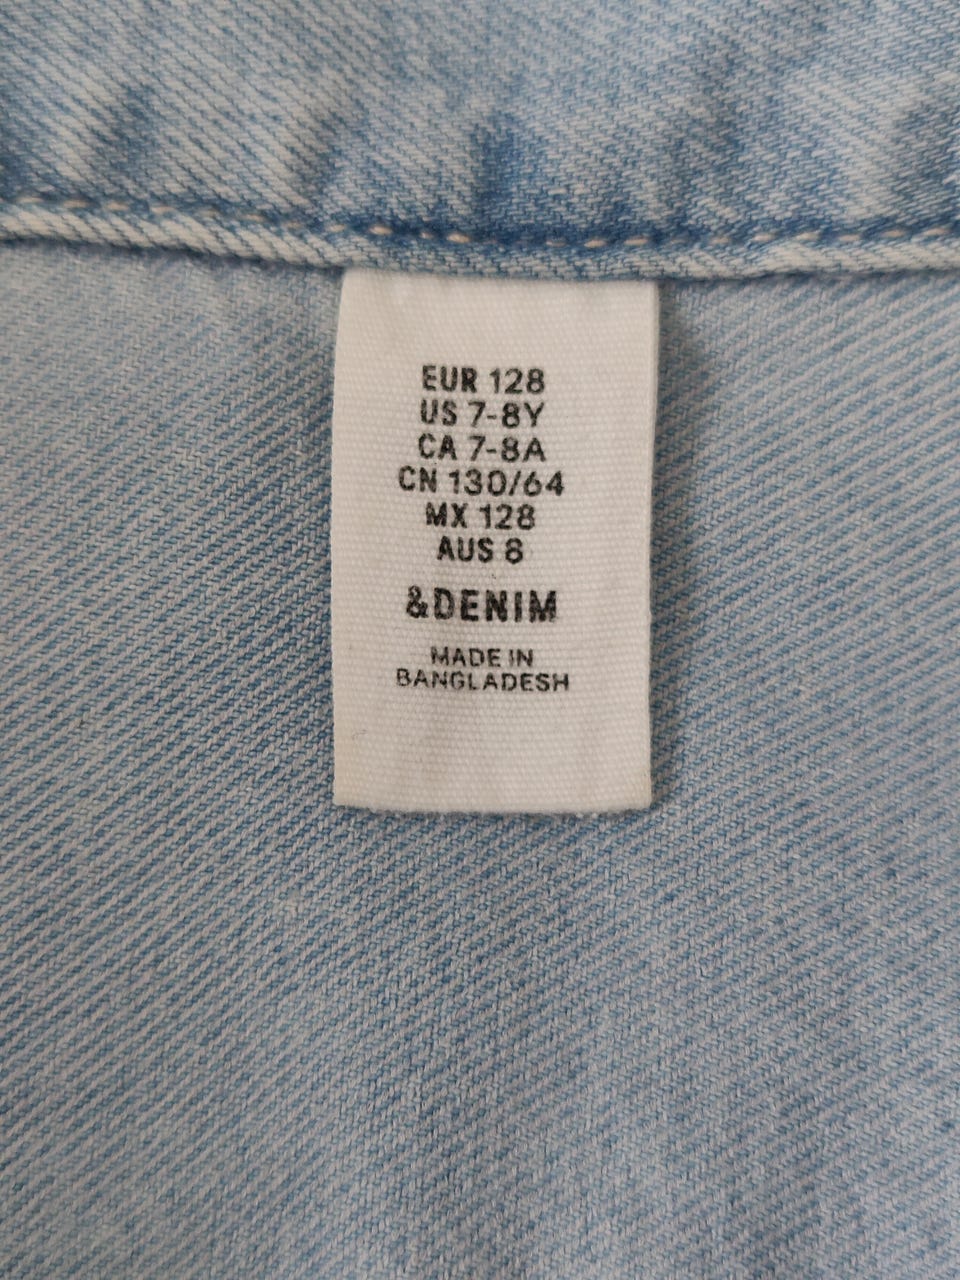 EUR 128
US 7-8Y
CA 7-8A
CN 130/64
MX 128
AUS 8
&DENIM
MADE IN
BANGLADESH